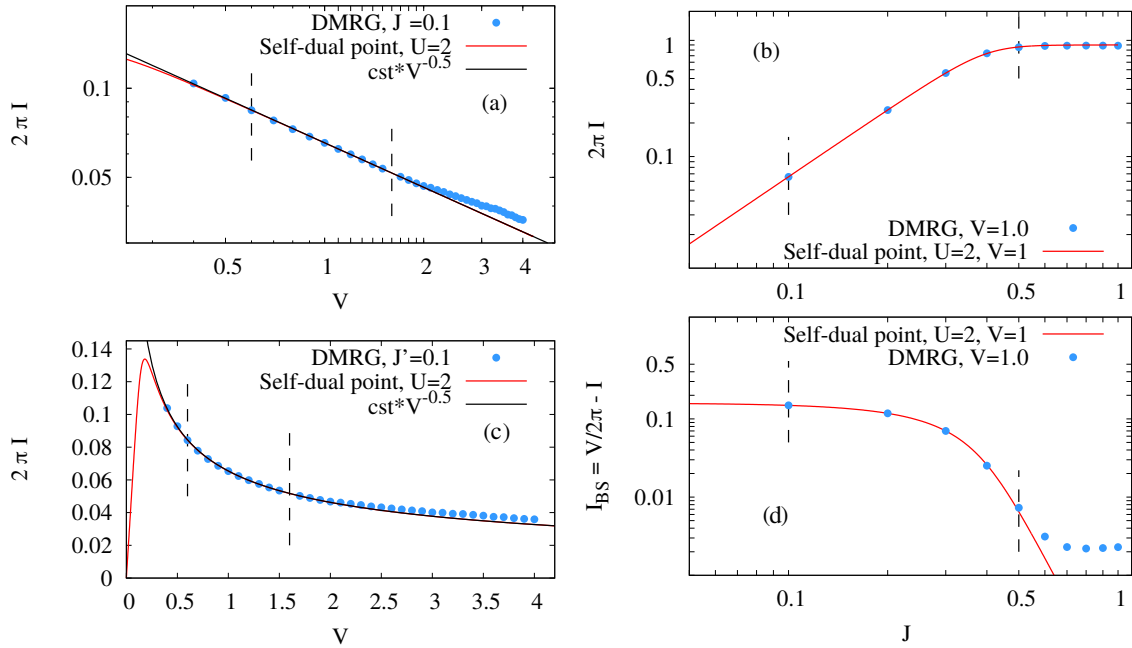 DMRG, J'=0.1
Self-dual point, U=2
cst*V^-0.5
(a)
0.1
0.05
2 π I
0.5 1 2 3 4
V
(b)
1
0.5
0.1
2π I
DMRG, V=1.0
Self-dual point, U=2, V=1
0.1 0.5 1
DMRG, J'=0.1
Self-dual point, U=2
cst*V^-0.5
(c)
0.14
0.12
0.1
0.08
0.06
0.04
0.02
0
2 π I
0 0.5 1 1.5 2 2.5 3 3.5 4
V
Self-dual point, U=2, V=1
DMRG, V=1.0
0.5
0.1
0.01
I_BS = V/2π - I
(d)
0.1 0.5 1
J